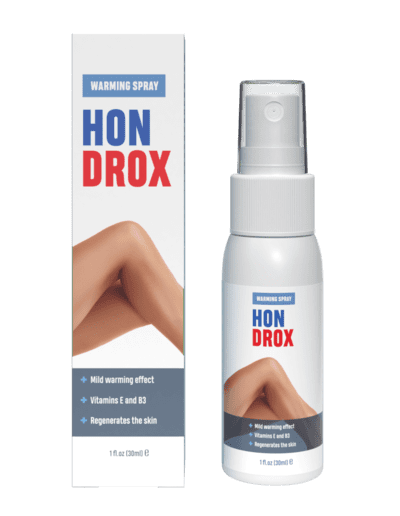 WARMING SPRAY
HON
DROX
+ Mild warming effect
+ Vitamins E and B3
+ Regenerates the skin
1 fl.oz (30ml) ℮
WARMING SPRAY
HON
DROX
+ Mild warming effect
+ Vitamins E and B3
+ Regenerates the skin
1 fl.oz (30ml) ℮